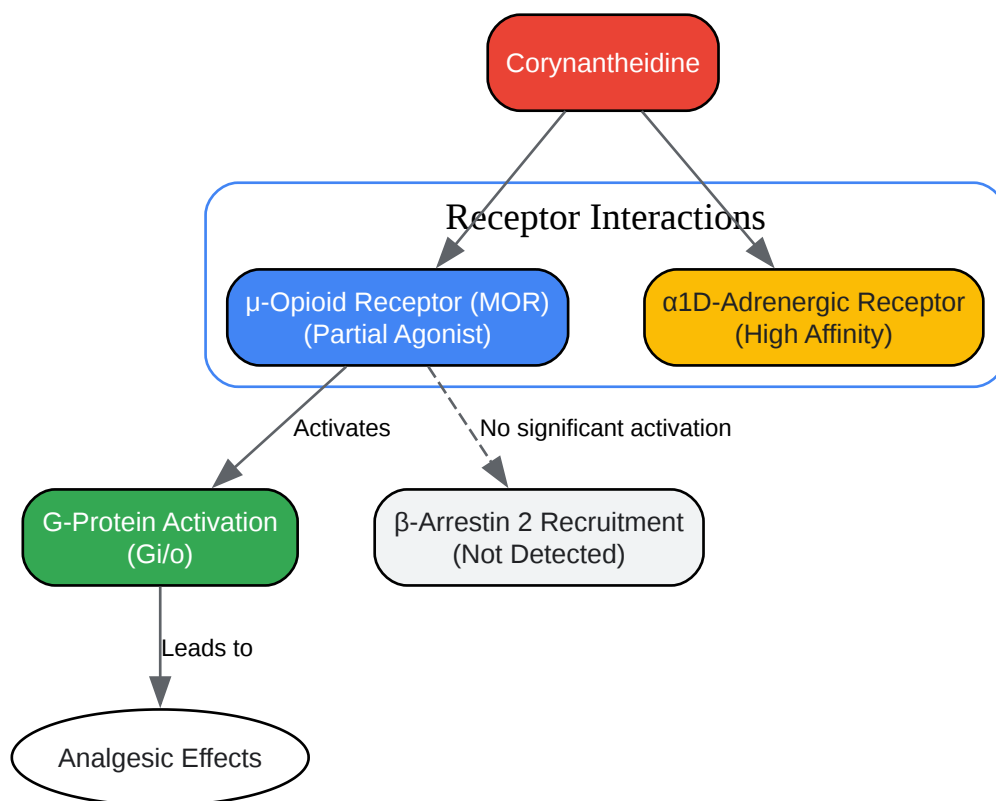 Corynantheidine
Receptor Interactions
μ-Opioid Receptor (MOR)
(Partial Agonist)
α1D-Adrenergic Receptor
(High Affinity)
Activates
No significant activation
G-Protein Activation
(Gi/o)
β-Arrestin 2 Recruitment
(Not Detected)
Leads to
Analgesic Effects